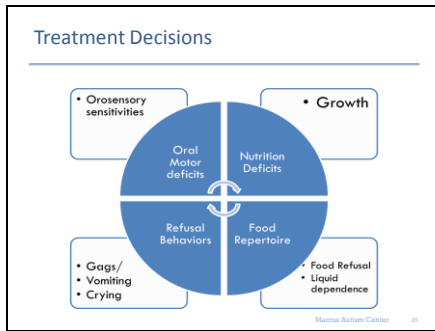 Treatment Decisions
• Orosensory
sensitivities
• Growth
Oral
Motor
deficits
Nutrition
Deficits
Refusal
Behaviors
Food
Repertoire
• Gags/
• Vomiting
• Crying
• Food Refusal
• Liquid
dependence
Marcus Autism Center 20